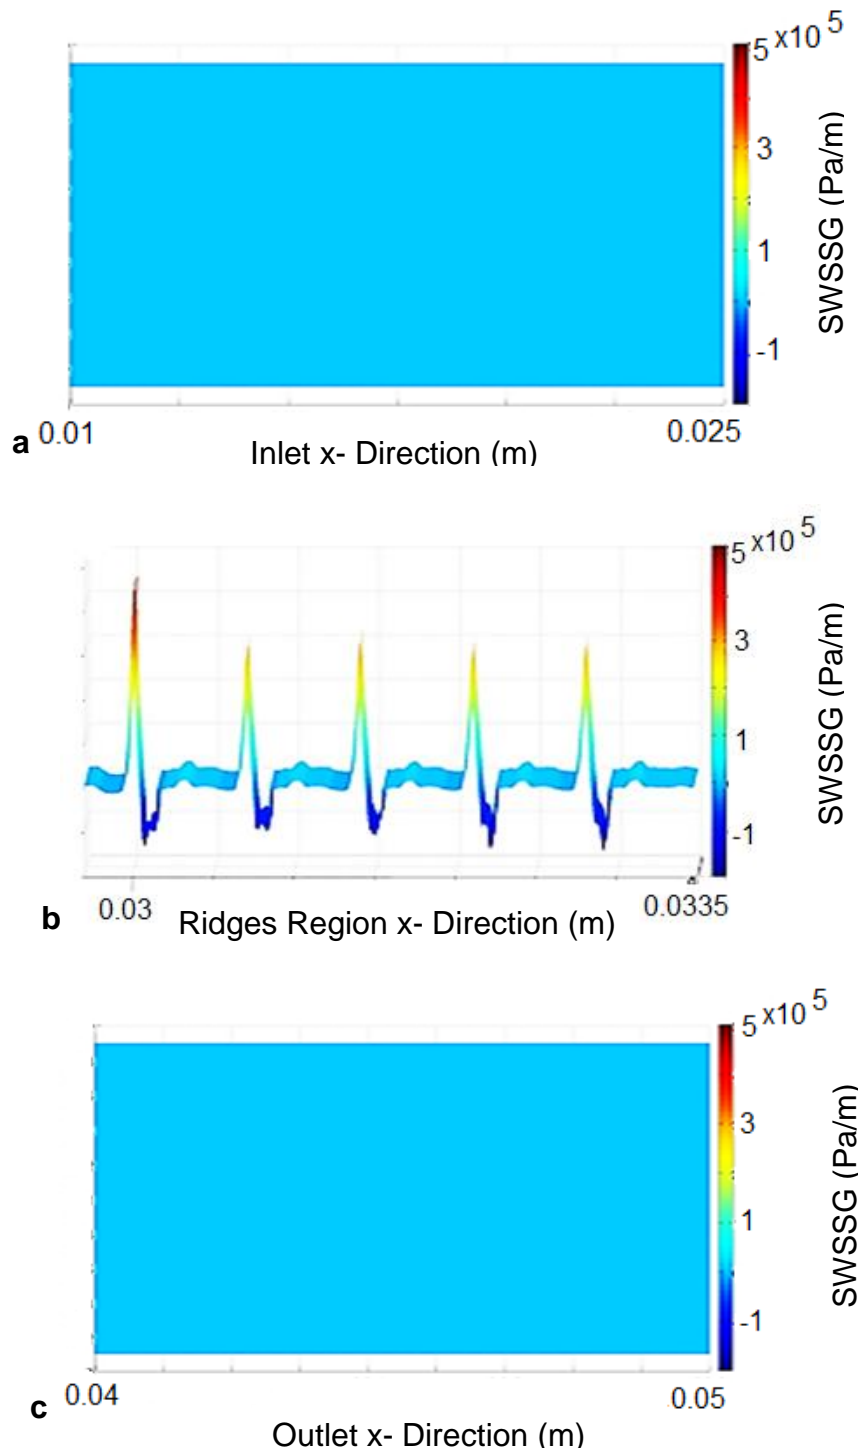 5 x10 5
3
1
-1
SWSSG (Pa/m)
a 0.01 0.025
Inlet x- Direction (m)
5 x10 5
3
1
-1
SWSSG (Pa/m)
0.03 0.0335
b Ridges Region x- Direction (m)
5 x10 5
3
1
-1
SWSSG (Pa/m)
0.04 0.05
c
Outlet x- Direction (m)